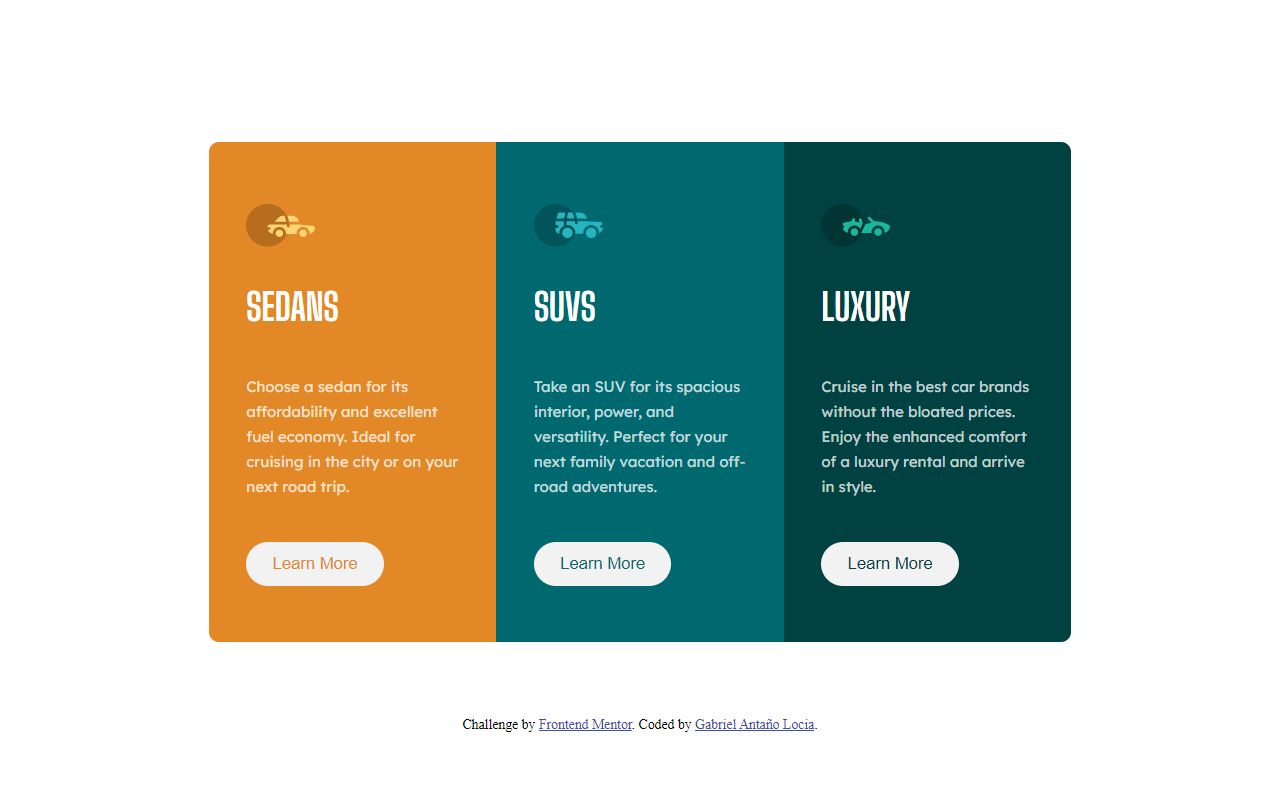 SEDANS
Choose a sedan for its
affordability and excellent
fuel economy. Ideal for
cruising in the city or on your
next road trip.
Learn More
SUVS
Take an SUV for its spacious
interior, power, and
versatility. Perfect for your
next family vacation and off-
road adventures.
Learn More
LUXURY
Cruise in the best car brands
without the bloated prices.
Enjoy the enhanced comfort
of a luxury rental and arrive
in style.
Learn More
Challenge by Frontend Mentor. Coded by Gabriel Antaño Locia.